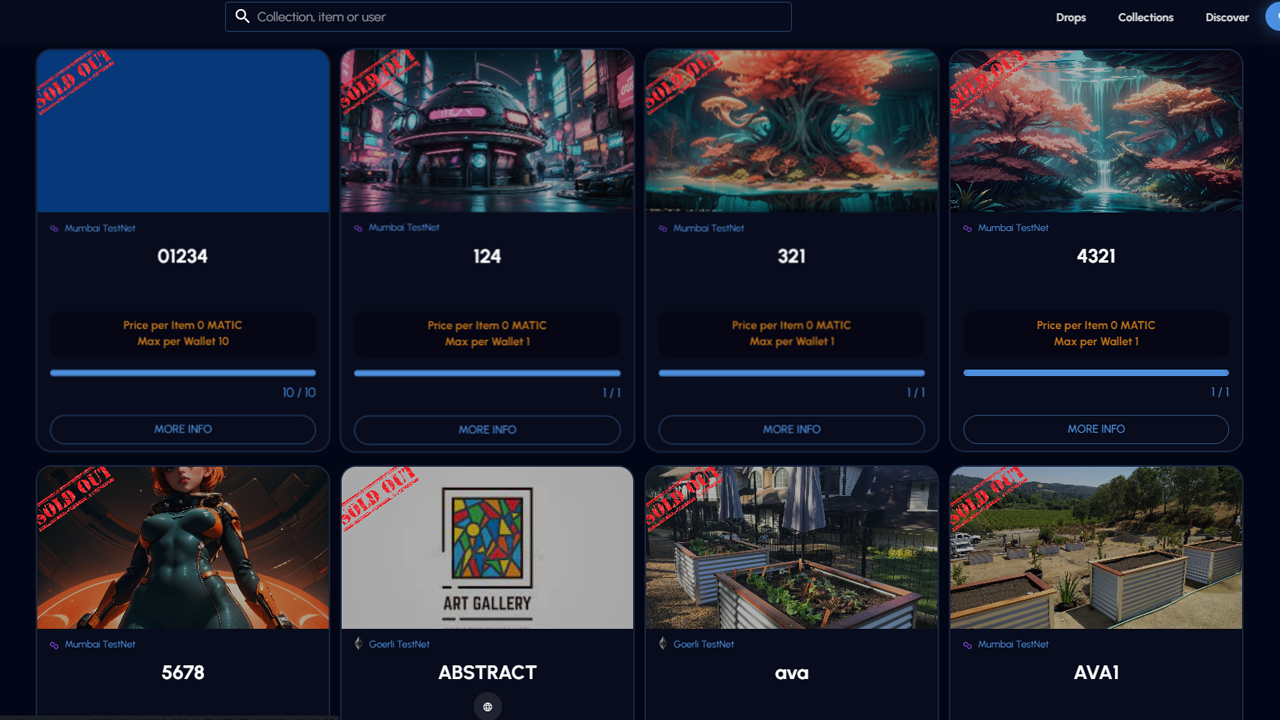 Collection, item or user
Drops
Collections
Discover
SOLD OUT
SOLD OUT
SOLD OUT
SOLD OUT
Mumbai TestNet
Mumbai TestNet
Mumbai TestNet
Mumbai TestNet
01234
124
321
4321
Price per Item 0 MATIC
Max per Wallet 10
Price per Item 0 MATIC
Max per Wallet 1
Price per Item 0 MATIC
Max per Wallet 1
Price per Item 0 MATIC
Max per Wallet 1
10 / 10
1 / 1
1 / 1
1 / 1
MORE INFO
MORE INFO
MORE INFO
MORE INFO
SOLD OUT
SOLD OUT
ART GALLERY
SOLD OUT
SOLD OUT
Mumbai TestNet
Goerli TestNet
Goerli TestNet
Mumbai TestNet
5678
ABSTRACT
ava
AVA1